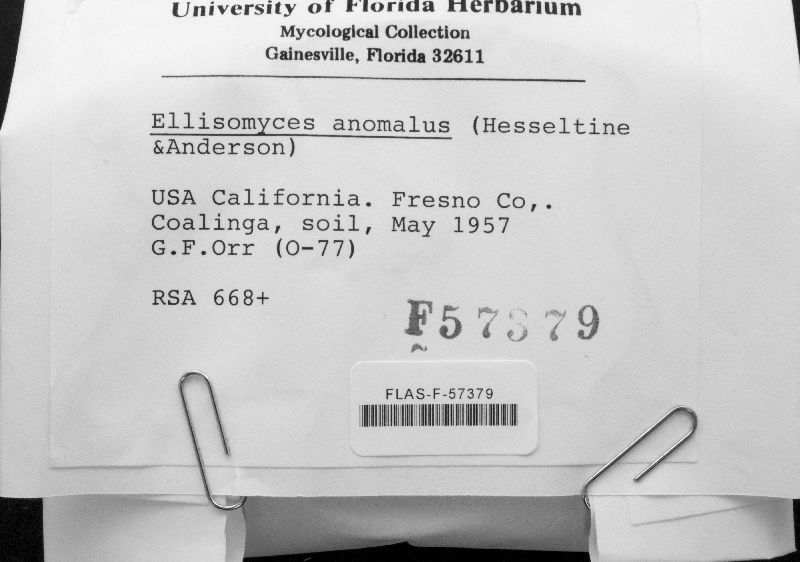 University of Florida Herbarium
Mycological Collection
Gainesville, Florida 32611
Ellisomyces anomalus (Hesseltine
&Anderson)
USA California. Fresno Co,.
Coalinga, soil, May 1957
G.F.Orr (O-77)
RSA 668+
F57379
FLAS-F-57379